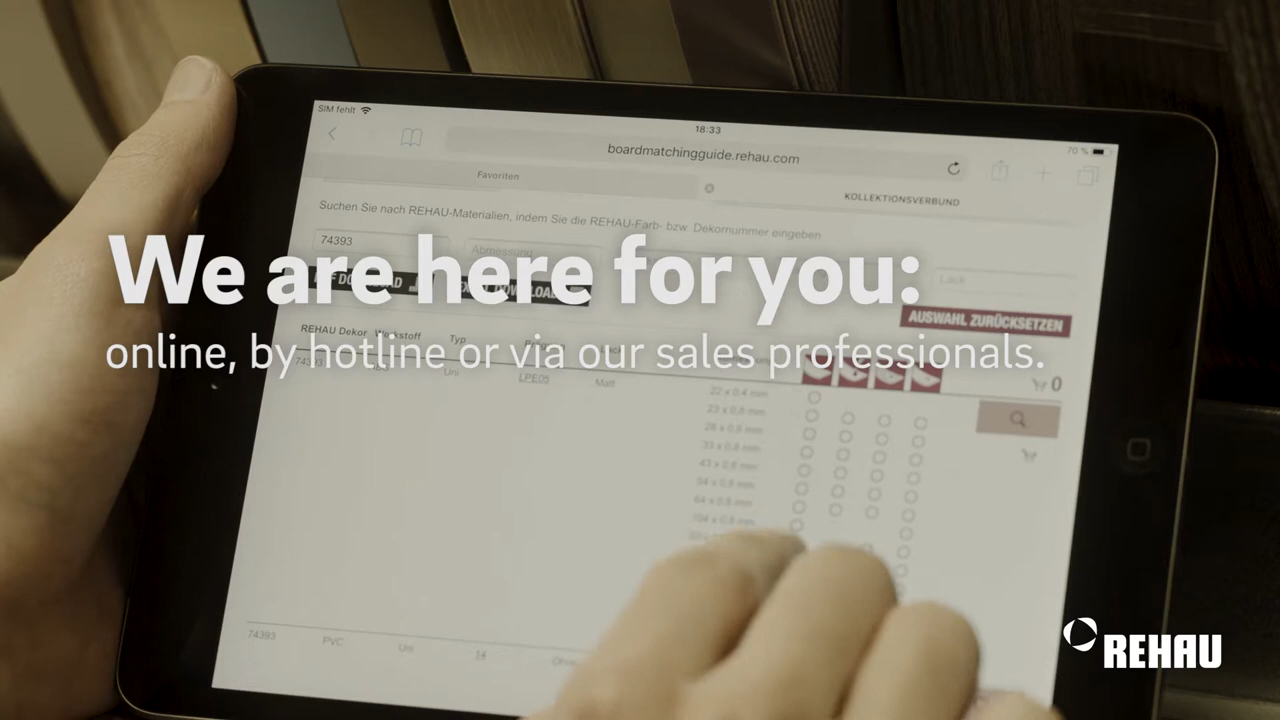 SIM fehlt
18:33
70 %
boardmatchingguide.rehau.com
Favoriten
KOLLEKTIONSVERBUND
Suchen Sie nach REHAU-Materialien, indem Sie die REHAU-Farb- bzw. Dekornummer eingeben
74393
Abmessung
Lack
We are here for you:
AUSWAHL ZURÜCKSETZEN
REHAU Dekor Werkstoff Typ
online, by hotline or via our sales professionals.
Uni LPE05 Matt
0
22 x 0,4 mm
23 x 0,8 mm
28 x 0,8 mm
33 x 0,8 mm
43 x 0,8 mm
54 x 0,8 mm
64 x 0,8 mm
104 x 0,8 mm
74393 PVC Uni 14
REHAU